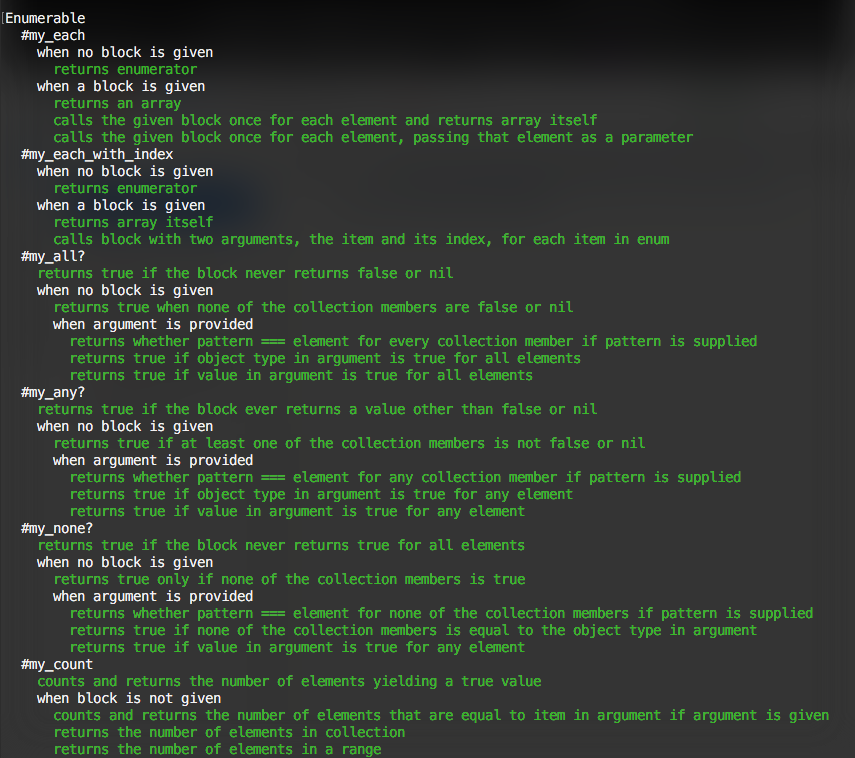 Enumerable
  #my_each
    when no block is given
      returns enumerator
    when a block is given
      returns an array
      calls the given block once for each element and returns array itself
      calls the given block once for each element, passing that element as a parameter
  #my_each_with_index
    when no block is given
      returns enumerator
    when a block is given
      returns array itself
      calls block with two arguments, the item and its index, for each item in enum
  #my_all?
    returns true if the block never returns false or nil
    when no block is given
      returns true when none of the collection members are false or nil
      when argument is provided
        returns whether pattern === element for every collection member if pattern is supplied
        returns true if object type in argument is true for all elements
        returns true if value in argument is true for all elements
  #my_any?
    returns true if the block ever returns a value other than false or nil
    when no block is given
      returns true if at least one of the collection members is not false or nil
      when argument is provided
        returns whether pattern === element for any collection member if pattern is supplied
        returns true if object type in argument is true for any element
        returns true if value in argument is true for any element
  #my_none?
    returns true if the block never returns true for all elements
    when no block is given
      returns true only if none of the collection members is true
      when argument is provided
        returns whether pattern === element for none of the collection members if pattern is supplied
        returns true if none of the collection members is equal to the object type in argument
        returns true if value in argument is true for any element
  #my_count
    counts and returns the number of elements yielding a true value
    when block is not given
      counts and returns the number of elements that are equal to item in argument if argument is given
      returns the number of elements in collection
      returns the number of elements in a range